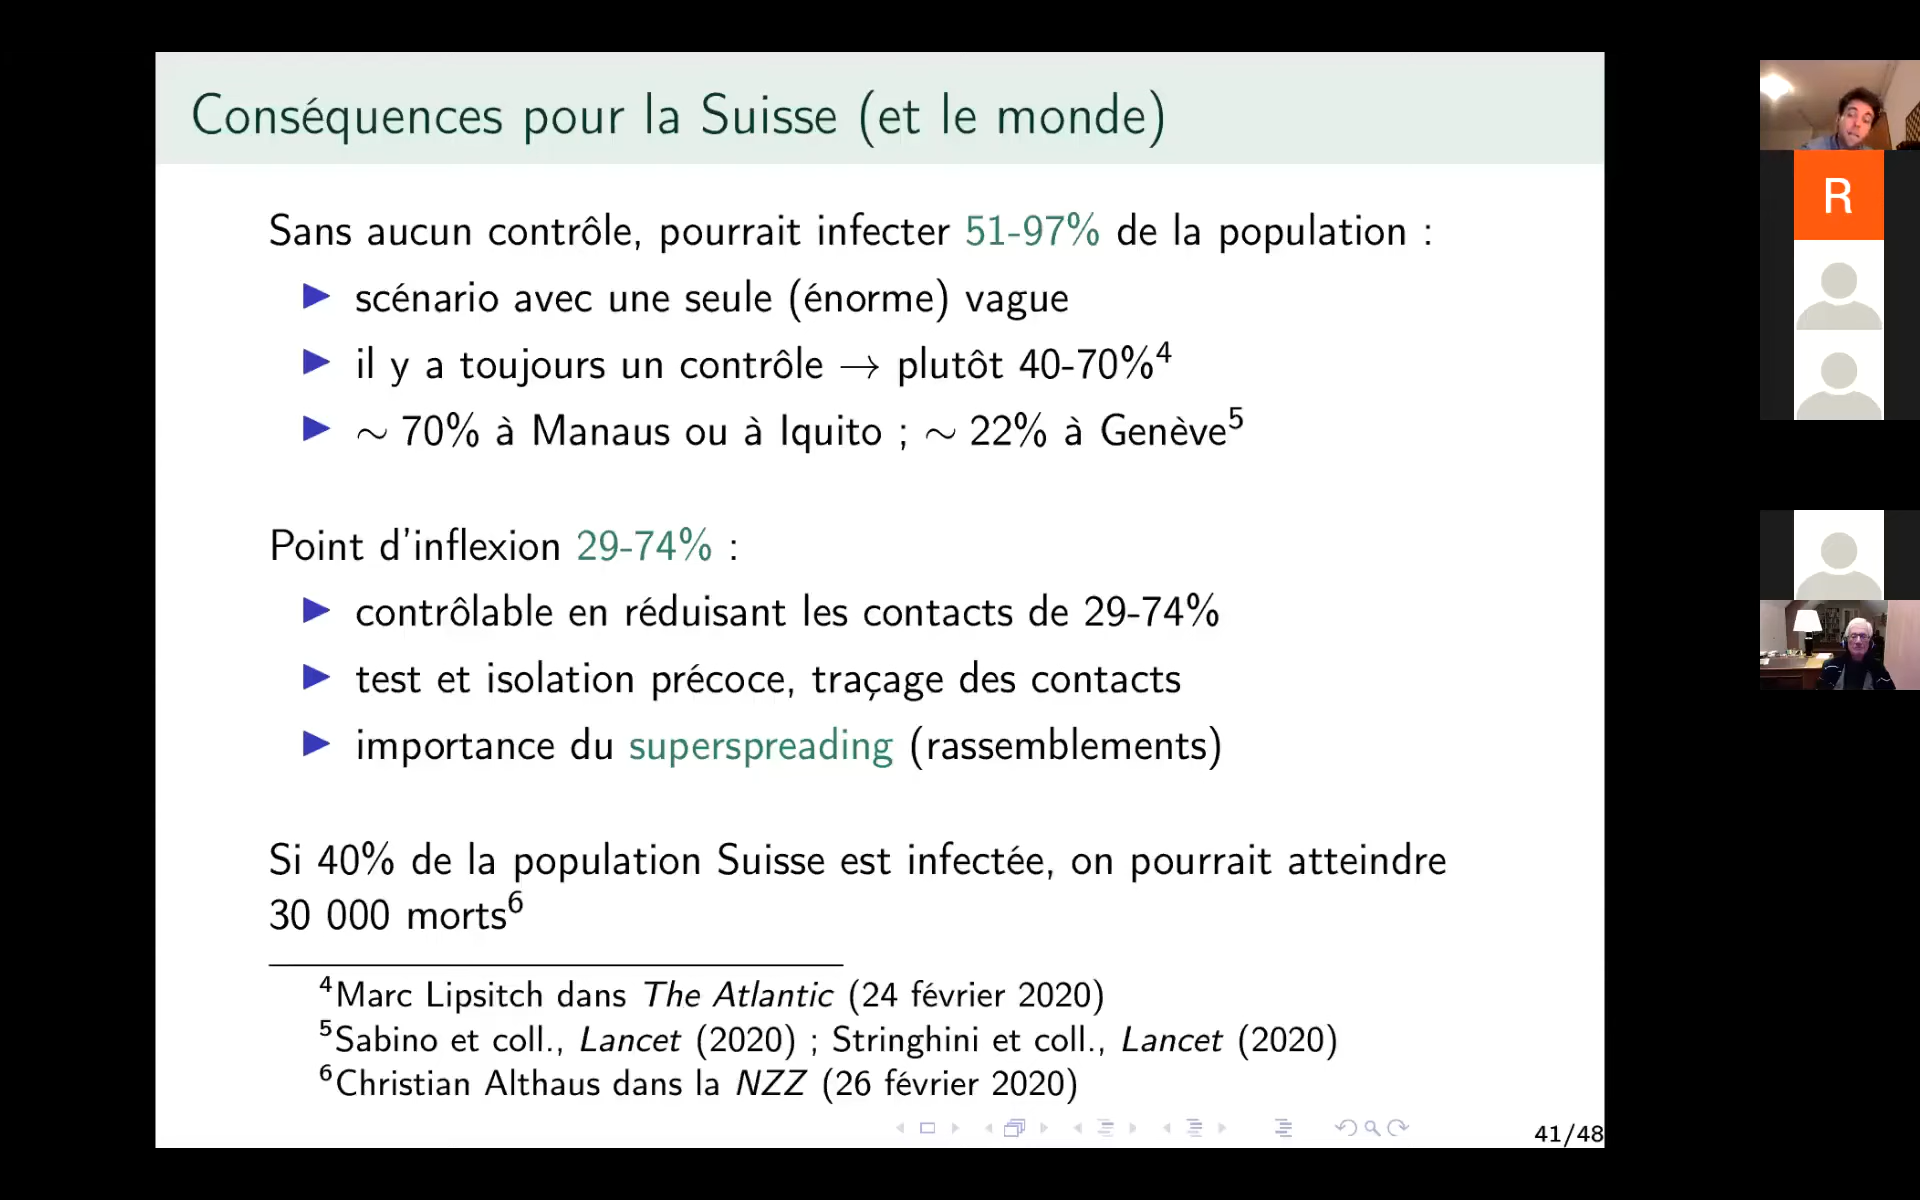 Conséquences pour la Suisse (et le monde)
Sans aucun contrôle, pourrait infecter 51-97% de la population :
▶ scénario avec une seule (énorme) vague
▶ il y a toujours un contrôle → plutôt 40-70%⁴
▶ ∼ 70% à Manaus ou à Iquito ; ∼ 22% à Genève⁵
Point d'inflexion 29-74% :
▶ contrôlable en réduisant les contacts de 29-74%
▶ test et isolation précoce, traçage des contacts
▶ importance du superspreading (rassemblements)
Si 40% de la population Suisse est infectée, on pourrait atteindre
30 000 morts⁶
⁴Marc Lipsitch dans The Atlantic (24 février 2020)
⁵Sabino et coll., Lancet (2020) ; Stringhini et coll., Lancet (2020)
⁶Christian Althaus dans la NZZ (26 février 2020)
41/48
R